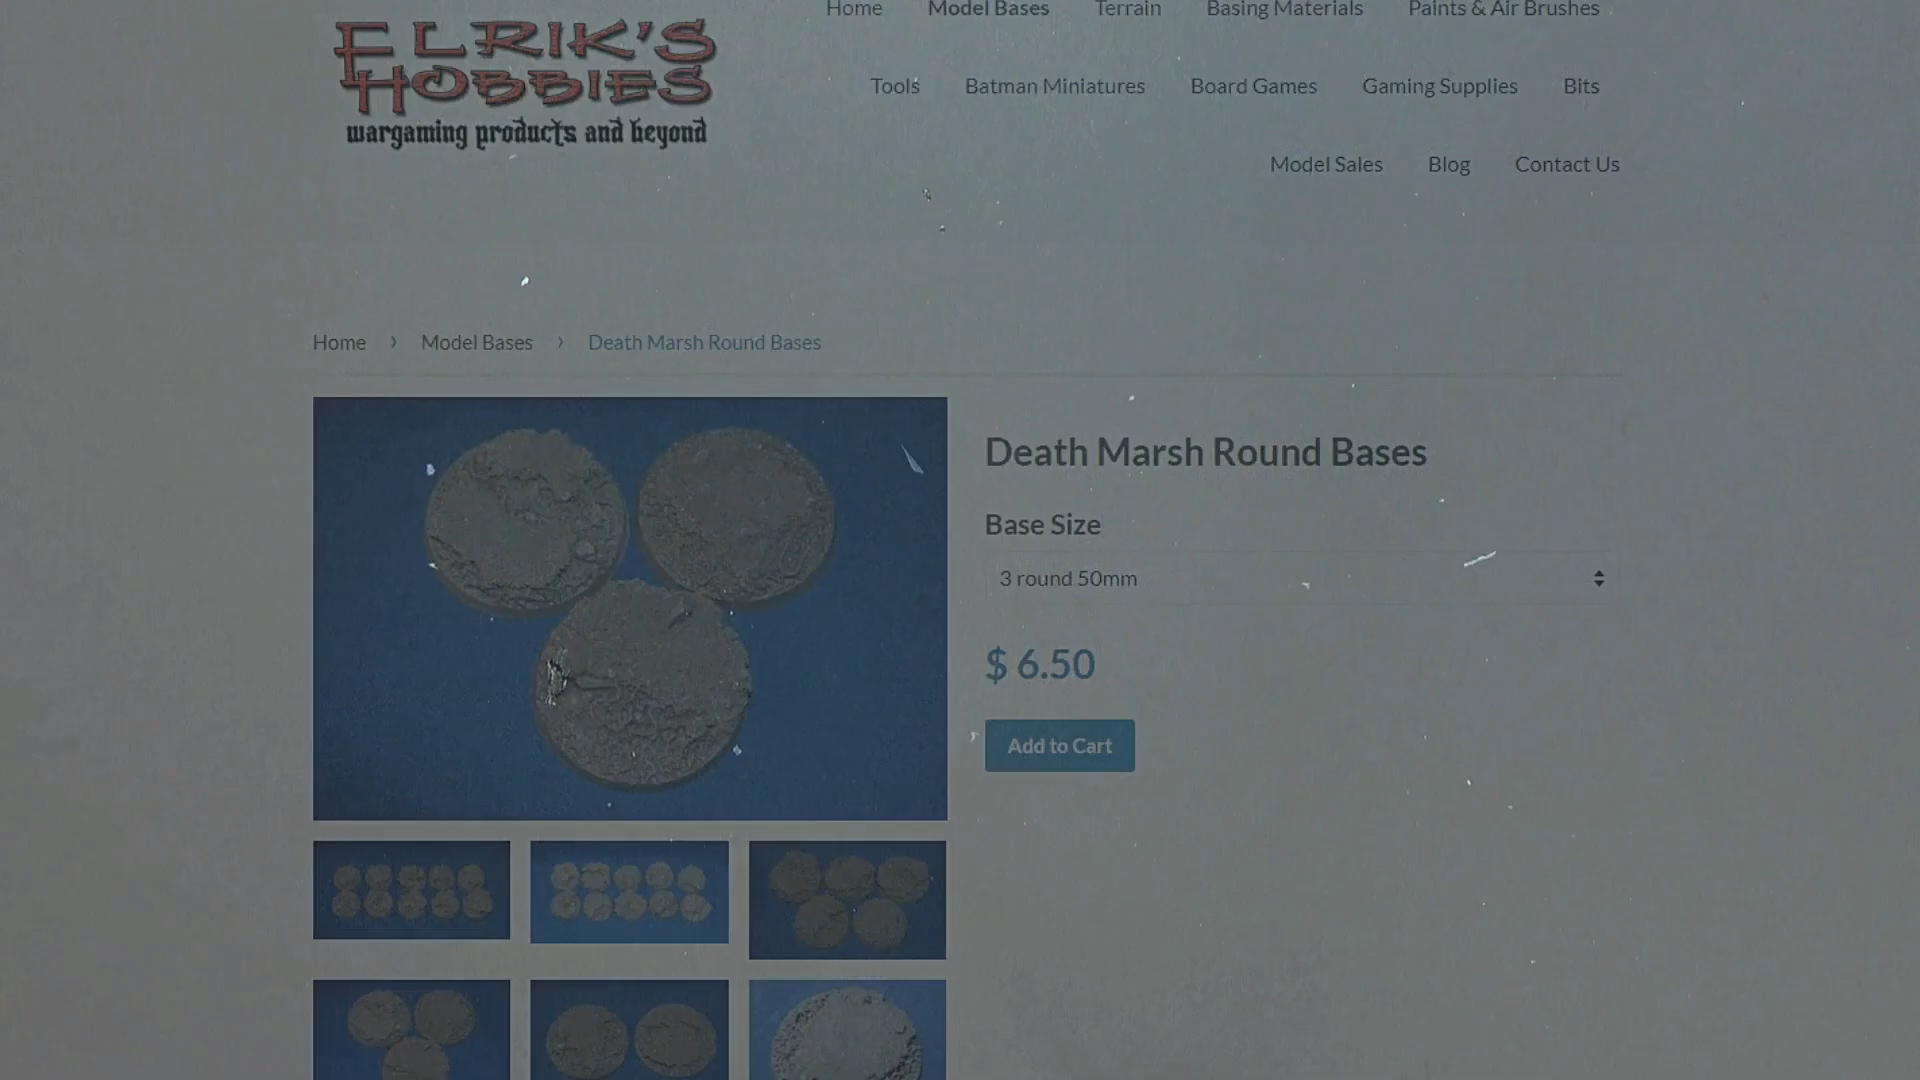 ELRIK'S
HOBBIES
wargaming products and beyond
Home Model Bases Terrain Basing Materials Paints & Air Brushes
Tools Batman Miniatures Board Games Gaming Supplies Bits
Model Sales Blog Contact Us
Home › Model Bases › Death Marsh Round Bases
Death Marsh Round Bases
Base Size
3 round 50mm
$ 6.50
Add to Cart